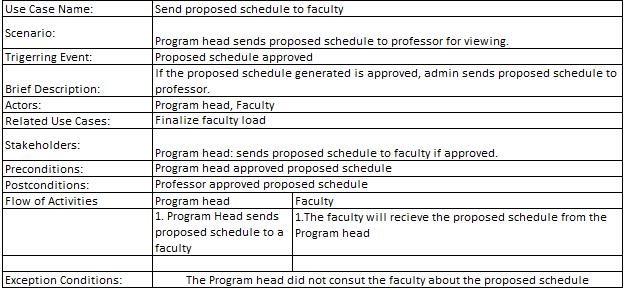 Use Case Name: Send proposed schedule to faculty
Scenario: Program head sends proposed schedule to professor for viewing.
Trigerring Event: Proposed schedule approved
If the proposed schedule generated is approved, admin sends proposed schedule to
Brief Description: professor.
Actors: Program head, Faculty
Related Use Cases: Finalize faculty load
Stakeholders: Program head: sends proposed schedule to faculty if approved.
Preconditions: Program head approved proposed schedule
Postconditions: Professor approved proposed schedule
Flow of Activities Program head Faculty
1. Program Head sends
proposed schedule to a
faculty
1.The faculty will recieve the proposed schedule from the
Program head
Exception Conditions: The Program head did not consut the faculty about the proposed schedule